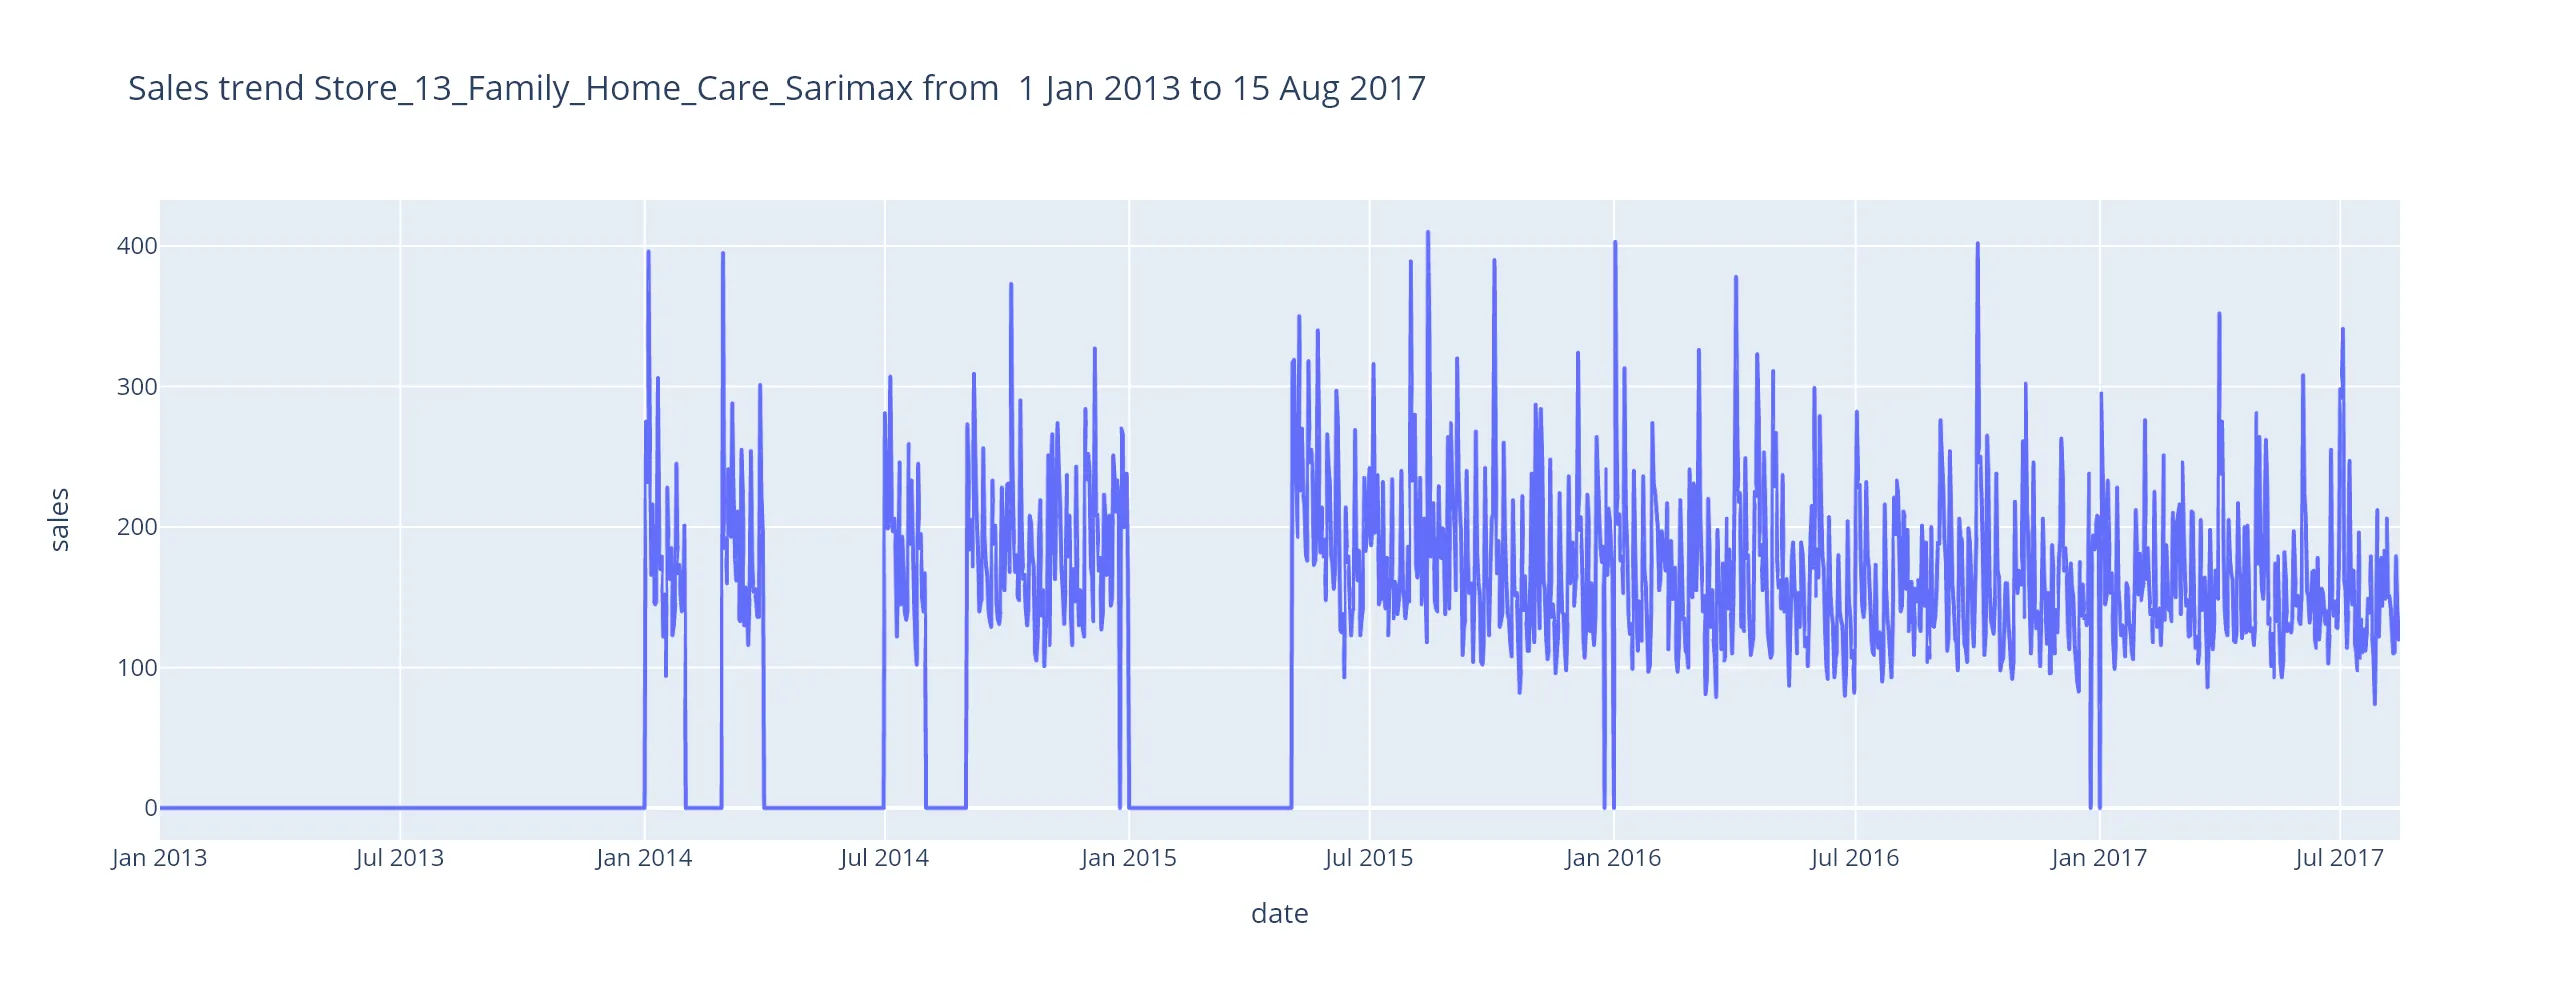 Sales trend Store_13_Family_Home_Care_Sarimax from  1 Jan 2013 to 15 Aug 2017
400
300
200
100
0
sales
Jan 2013 Jul 2013 Jan 2014 Jul 2014 Jan 2015 Jul 2015 Jan 2016 Jul 2016 Jan 2017 Jul 2017
date